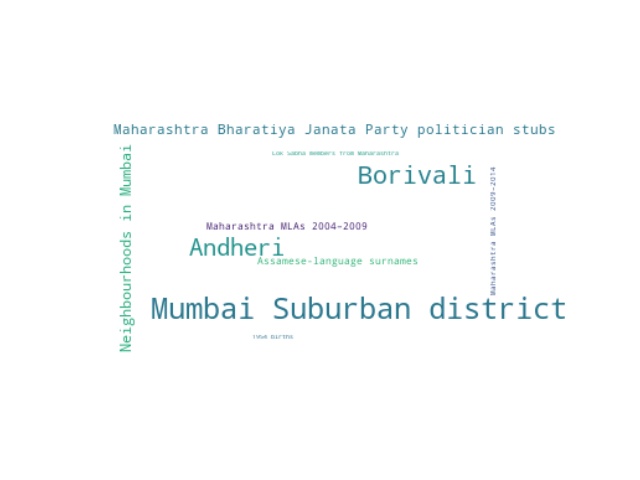 Maharashtra Bharatiya Janata Party politician stubs
Neighbourhoods in Mumbai
Lok Sabha members from Maharashtra
Borivali
Maharashtra MLAs 2009-2014
Maharashtra MLAs 2004-2009
Andheri
Assamese-language surnames
Mumbai Suburban district
births